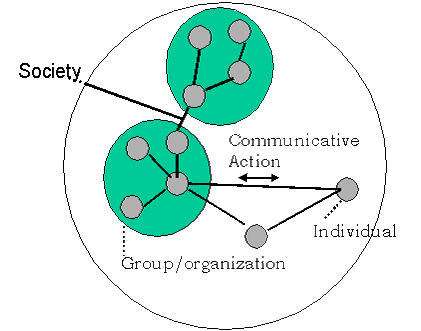 Society
Communicative
Action
Individual
Group/organization